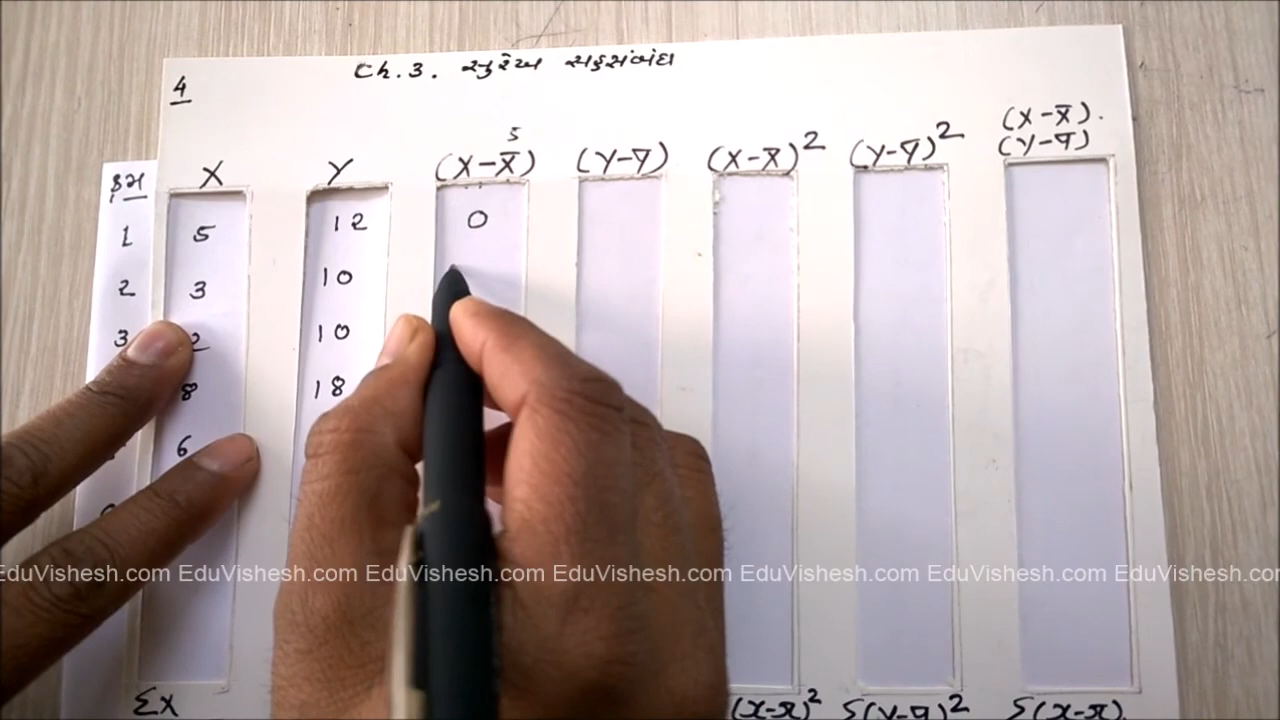 4
Ch.3. સુરેખ સહસંબંધ
5
ક્રમ X Y (X-X̄) (Y-Ȳ) (X-X̄)² (Y-Ȳ)² (X-X̄).(Y-Ȳ)
1 5 12 0
2 3 10
3 2 10
8 18
6
EduVishesh.com EduVishesh.com EduVishesh.com EduVishesh.com EduVishesh.com EduVishesh.com EduVishesh.com
ΣX (X-X̄)² Σ(Y-Ȳ)² Σ(X-X̄)